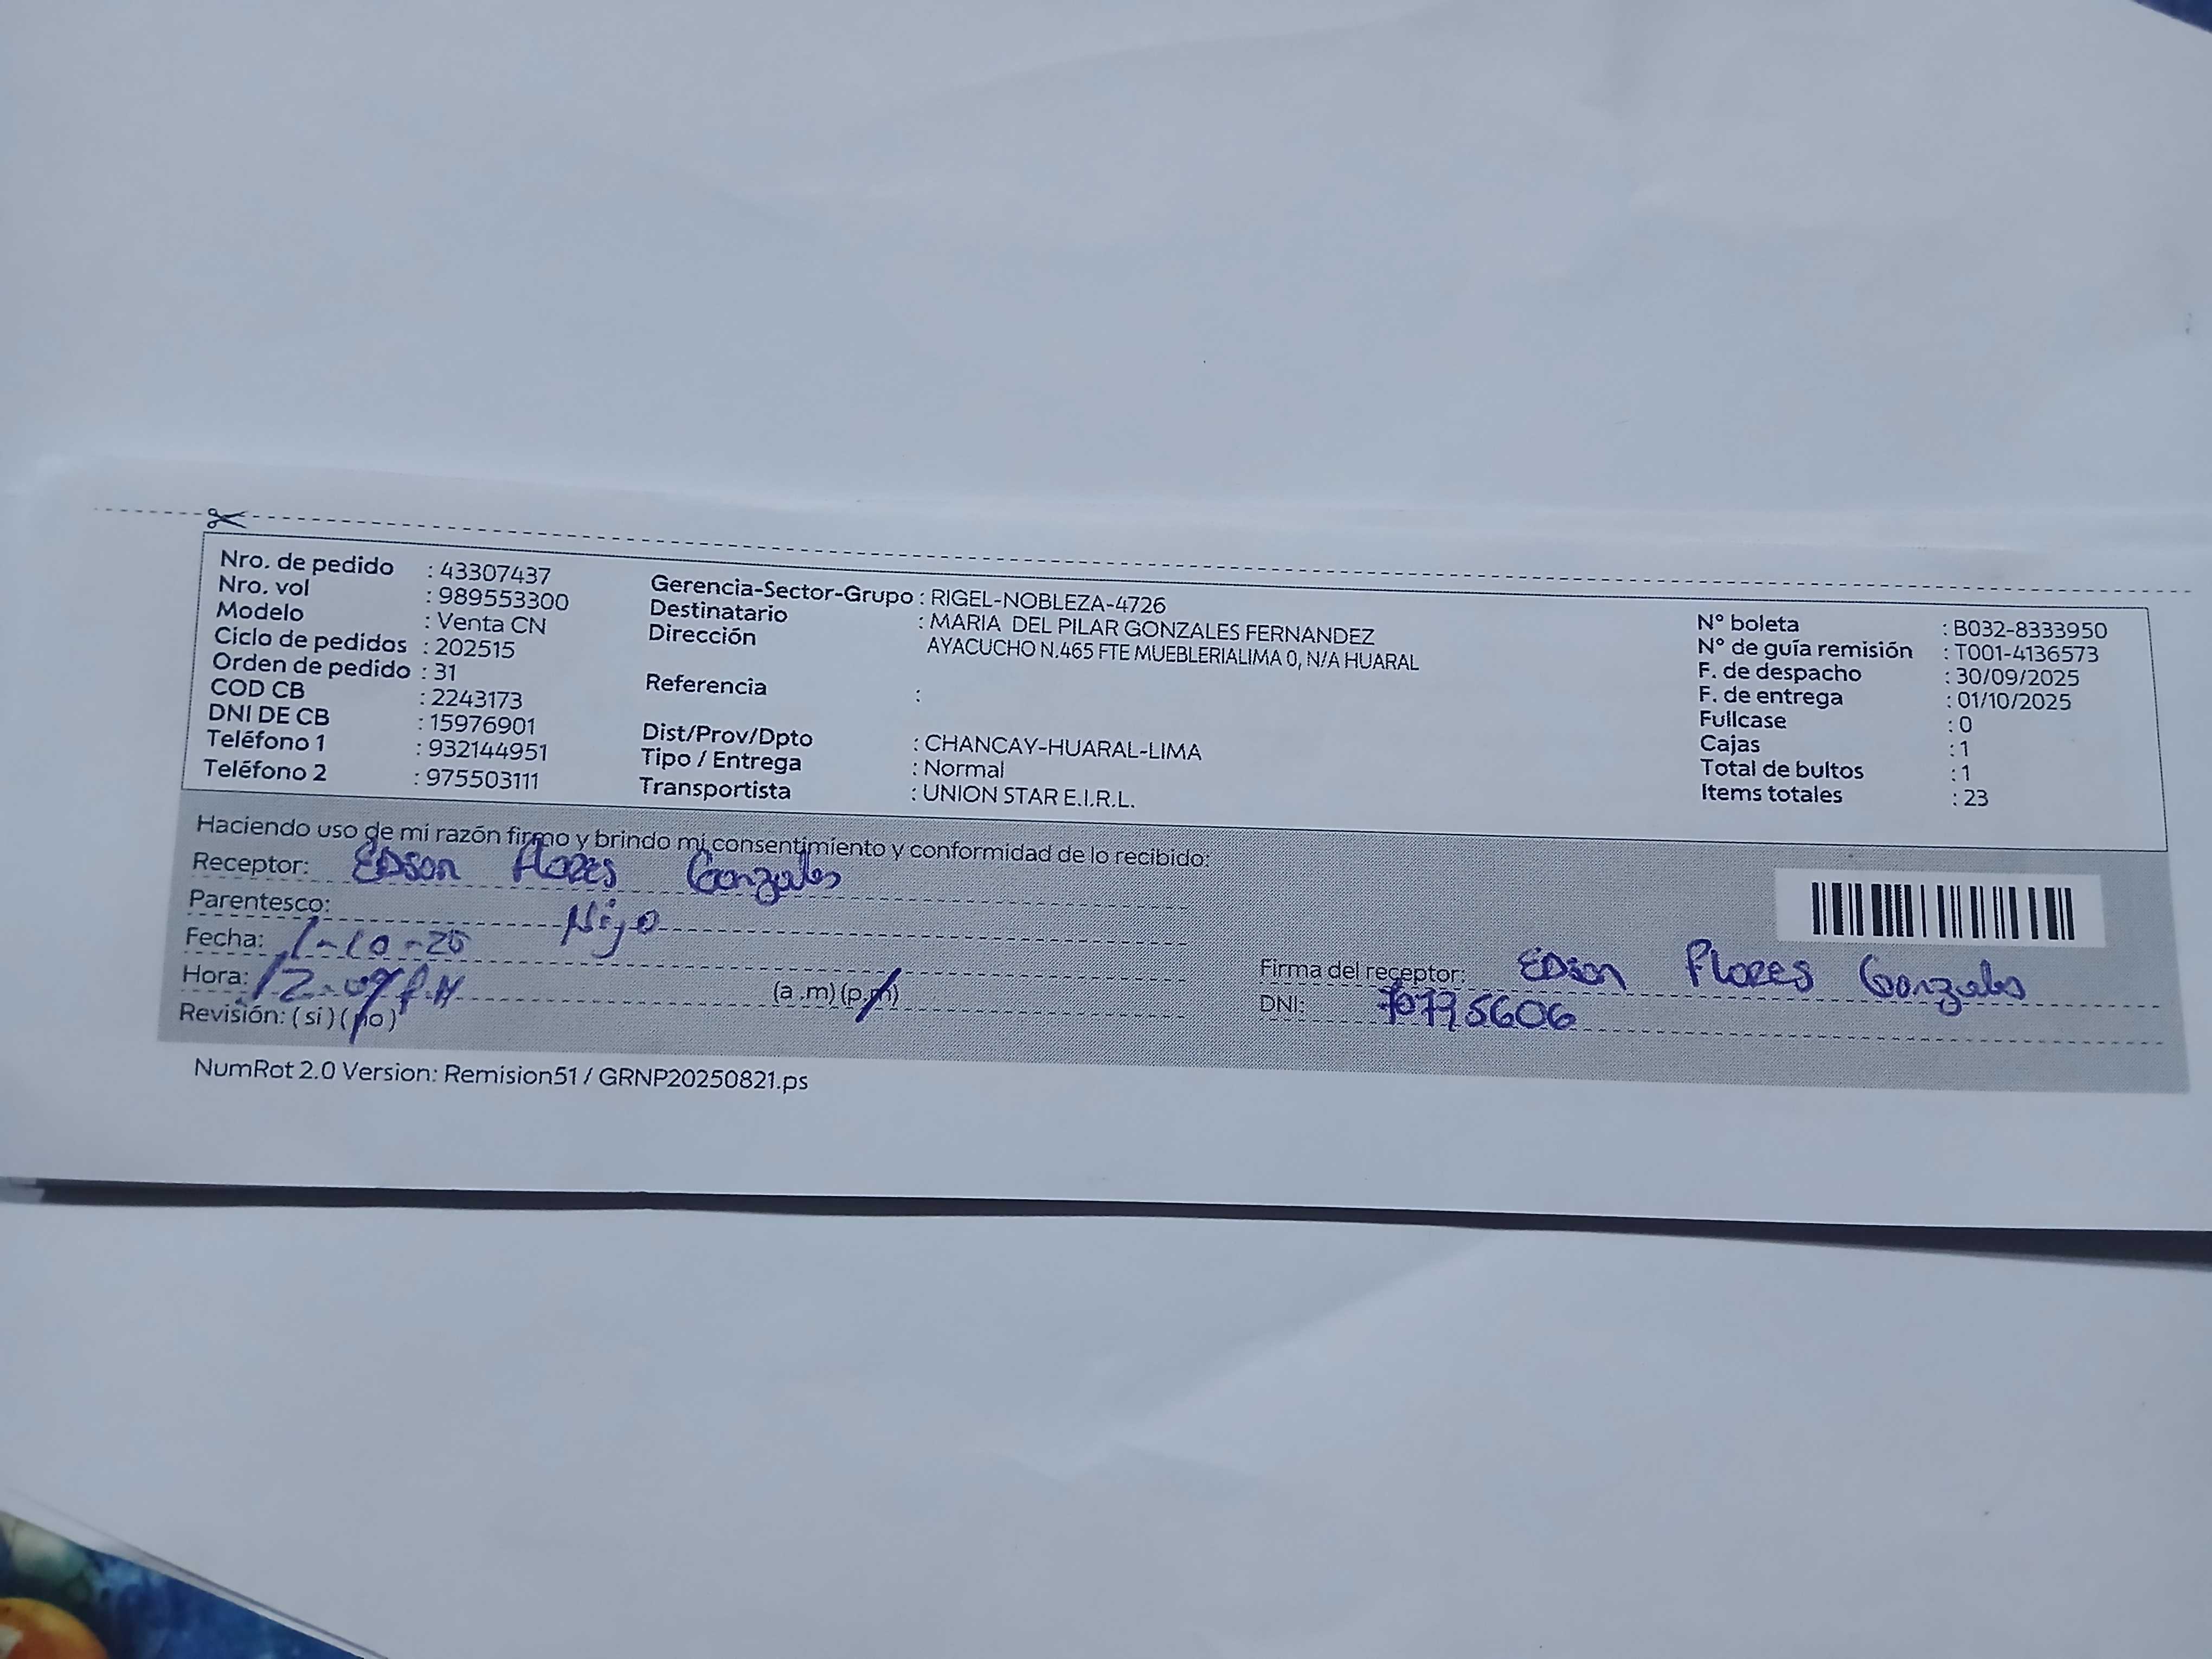 Nro. de pedido : 43307437
Nro. vol : 989553300
Modelo : Venta CN
Ciclo de pedidos : 202515
Orden de pedido : 31
COD CB : 2243173
DNI DE CB : 15976901
Teléfono 1 : 932144951
Teléfono 2 : 975503111
Gerencia-Sector-Grupo : RIGEL-NOBLEZA-4726
Destinatario : MARIA DEL PILAR GONZALES FERNANDEZ
Dirección AYACUCHO N.465 FTE MUEBLERIALIMA 0, N/A HUARAL
Referencia :
Dist/Prov/Dpto : CHANCAY-HUARAL-LIMA
Tipo / Entrega : Normal
Transportista : UNION STAR E.I.R.L.
N° boleta : B032-8333950
N° de guía remisión : T001-4136573
F. de despacho : 30/09/2025
F. de entrega : 01/10/2025
Fullcase : 0
Cajas : 1
Total de bultos : 1
Items totales : 23
Haciendo uso de mi razón firmo y brindo mi consentimiento y conformidad de lo recibido:
Receptor: EDSON Flores Gonzales
Parentesco: Hijo
Fecha: 1-10-25
Hora: P.M (a .m) (p.m)
Revisión: ( si ) ( no )
Firma del receptor: EDSON Flores Gonzales
DNI:
NumRot 2.0 Version: Remision51 / GRNP20250821.ps